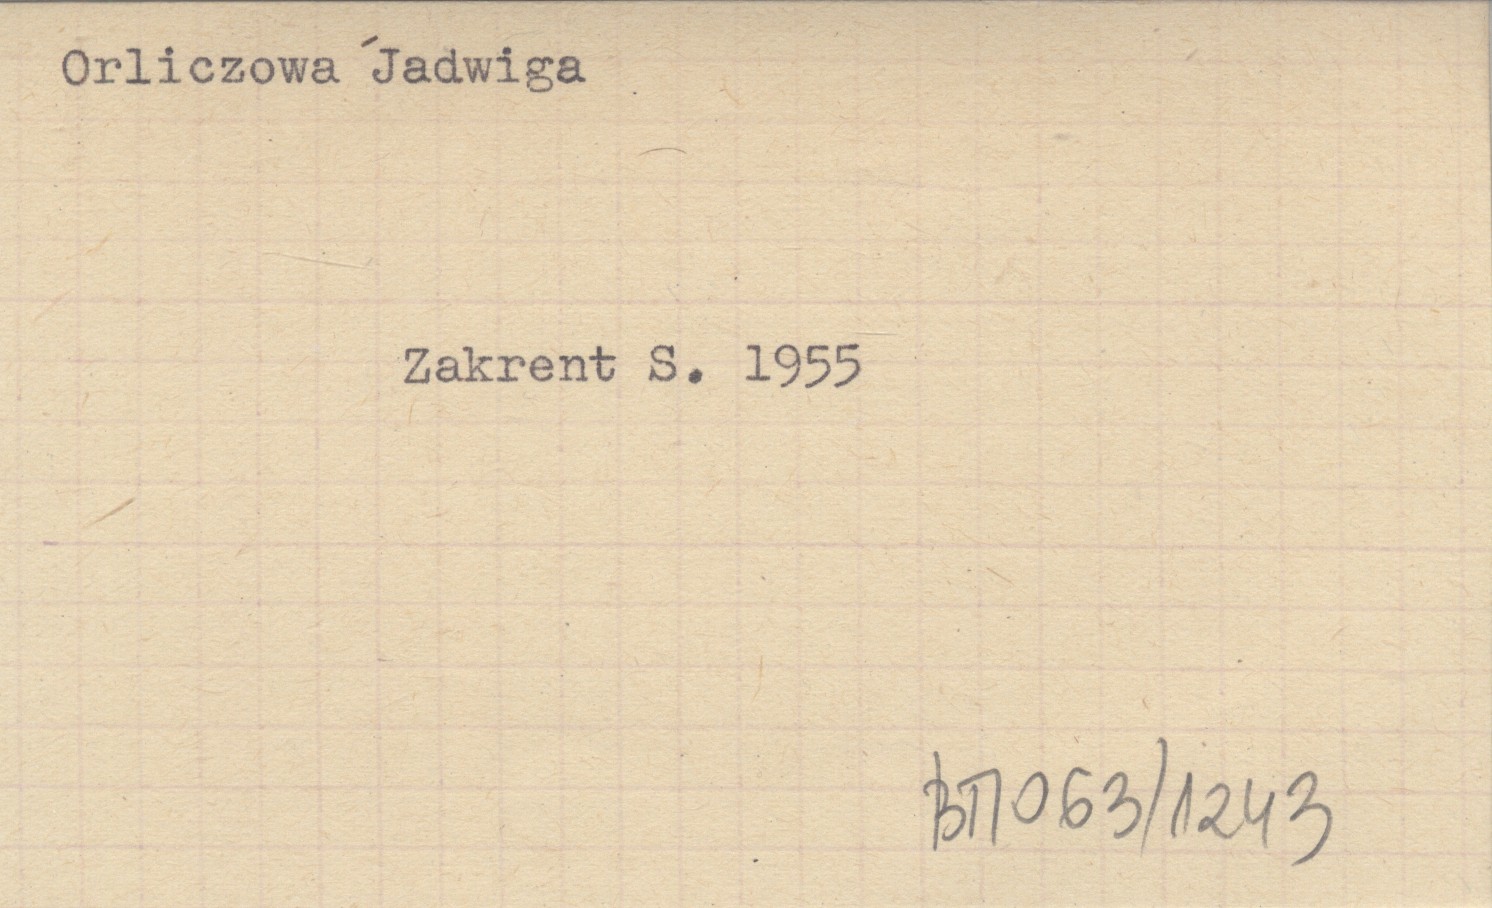 Orliczowa Jadwiga
Zakrent S. 1955
ВП063/1243